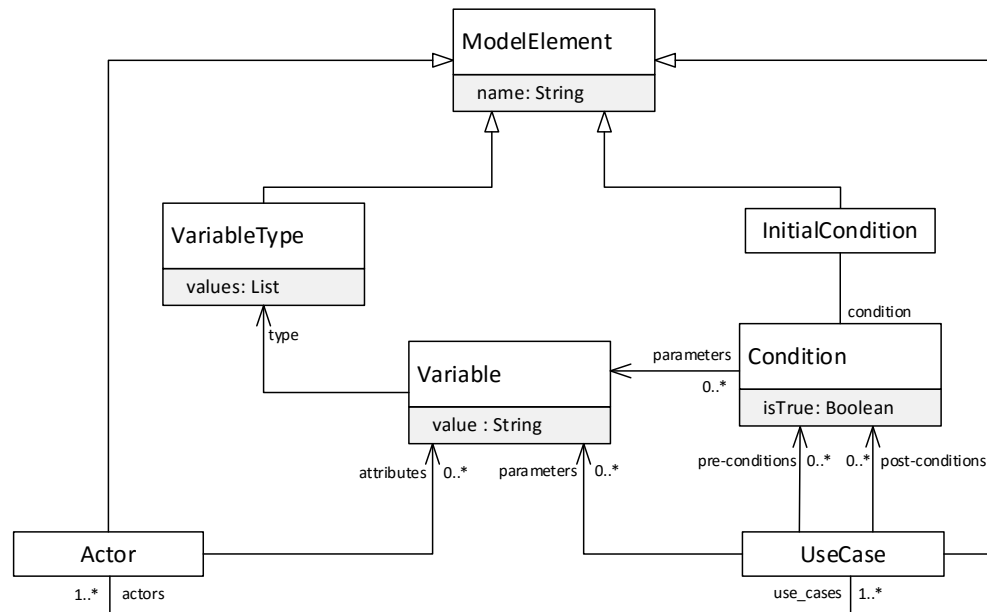 ModelElement
name: String
VariableType
values: List
InitialCondition
type
condition
Variable
value : String
parameters
0..*
Condition
isTrue: Boolean
attributes
0..*
parameters
0..*
pre-conditions
0..*
0..*
post-conditions
Actor
UseCase
1..*
actors
use_cases
1..*